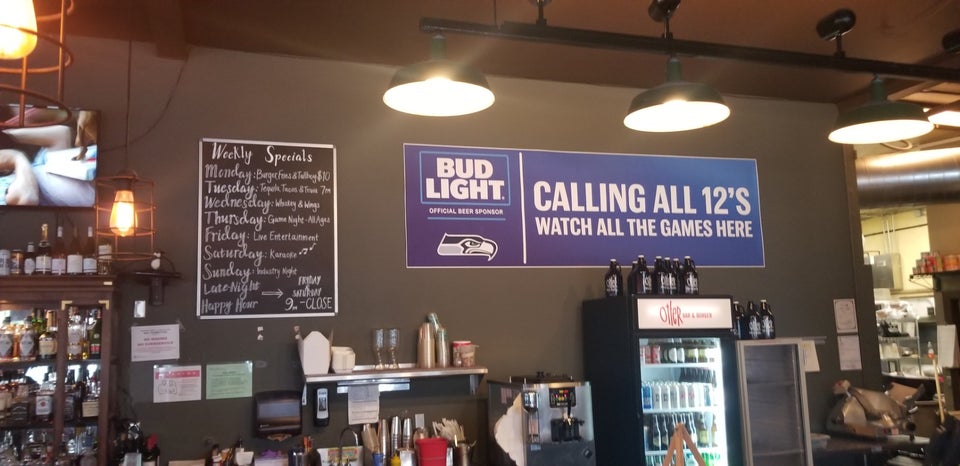 Weekly Specials
Monday: Burger, Fries & Tallboy $10
Tuesday: Tequila, Tacos & Trivia 7pm
Wednesday: Whiskey & Wings
Thursday: Game Night - All Ages
Friday: Live Entertainment
Saturday: Karaoke
Sunday: Industry Night
Late-Night
Happy Hour
FRIDAY
SATURDAY
9pm-CLOSE
BUD
LIGHT
OFFICIAL BEER SPONSOR
CALLING ALL 12'S
WATCH ALL THE GAMES HERE
BAR & BURGER